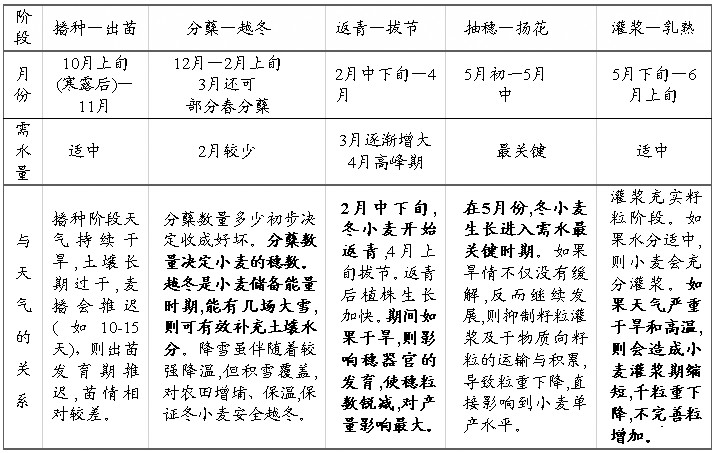 阶段 播种—出苗 分蘖—越冬 返青—拔节 抽穗—扬花 灌浆—乳熟
月份
10月上旬
(寒露后)—
11月
12月—2月上旬
3月还可
部分春分蘖
2月中下旬—4
月
5月初—5月
中
5月下旬—6
月上旬
需水量
适中
2月较少
3月逐渐增大
4月高峰期
最关键
适中
与天气的关系
播种阶段天
气持续干
旱,土壤长
期过干,麦
播会推迟
(如10-15
天),则出苗
发育期推
迟,苗情相
对较差。
分蘖数量多少初步决
定收成好坏。分蘖数
量决定小麦的穗数。
越冬是小麦储备能量
时期,能有几场大雪,
则可有效补充土壤水
分。降雪虽伴随着较
强降温,但积雪覆盖,
对农田增墒、保温,保
证冬小麦安全越冬。
2月中下旬,
冬小麦开始
返青,4月上
旬拔节。返青
后植株生长
加快。期间如
果干旱,则影
响穗器官的
发育,使穗粒
数锐减,对产
量影响最大。
在5月份,冬小麦
生长进入需水最
关键时期。如果
旱情不仅没有缓
解,反而继续发
展,则抑制籽粒灌
浆及干物质向籽
粒的运输与积累,
导致粒重下降,直
接影响到小麦单
产水平。
灌浆充实籽
粒阶段。如
果水分适中,
则小麦会充
分灌浆。如
果天气严重
干旱和高温,
则会造成小
麦灌浆期缩
短,千粒重下
降,不完善粒
增加。